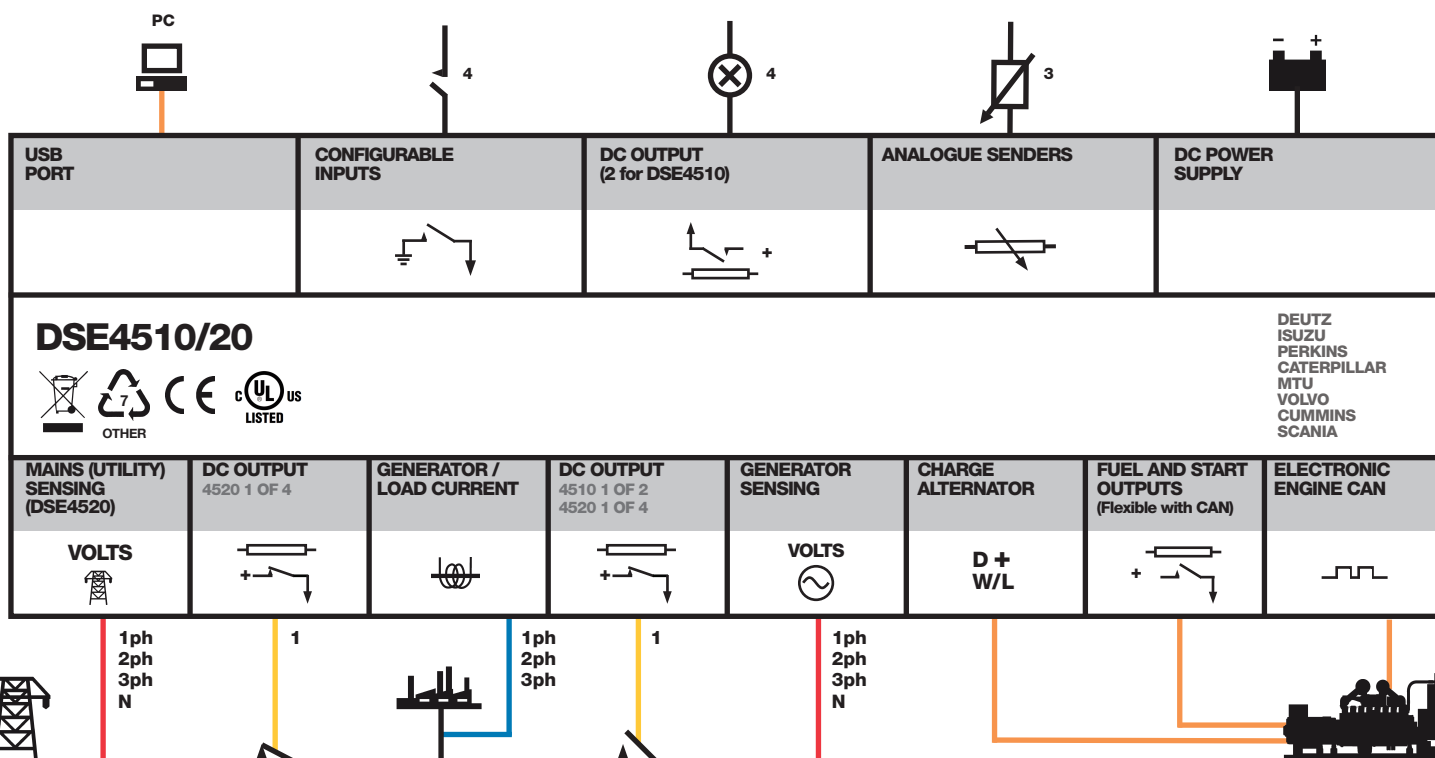 PC
4
4
3
- +
USB
PORT
CONFIGURABLE
INPUTS
DC OUTPUT
(2 for DSE4510)
ANALOGUE SENDERS
DC POWER
SUPPLY
+
DSE4510/20
7
OTHER
CE
C UL US
®
LISTED
DEUTZ
ISUZU
PERKINS
CATERPILLAR
MTU
VOLVO
CUMMINS
SCANIA
MAINS (UTILITY)
SENSING
(DSE4520)
DC OUTPUT
4520 1 OF 4
GENERATOR /
LOAD CURRENT
DC OUTPUT
4510 1 OF 2
4520 1 OF 4
GENERATOR
SENSING
CHARGE
ALTERNATOR
FUEL AND START
OUTPUTS
(Flexible with CAN)
ELECTRONIC
ENGINE CAN
VOLTS
+
+
VOLTS
D +
W/L
+
1ph
2ph
3ph
N
1
1ph
2ph
3ph
1
1ph
2ph
3ph
N